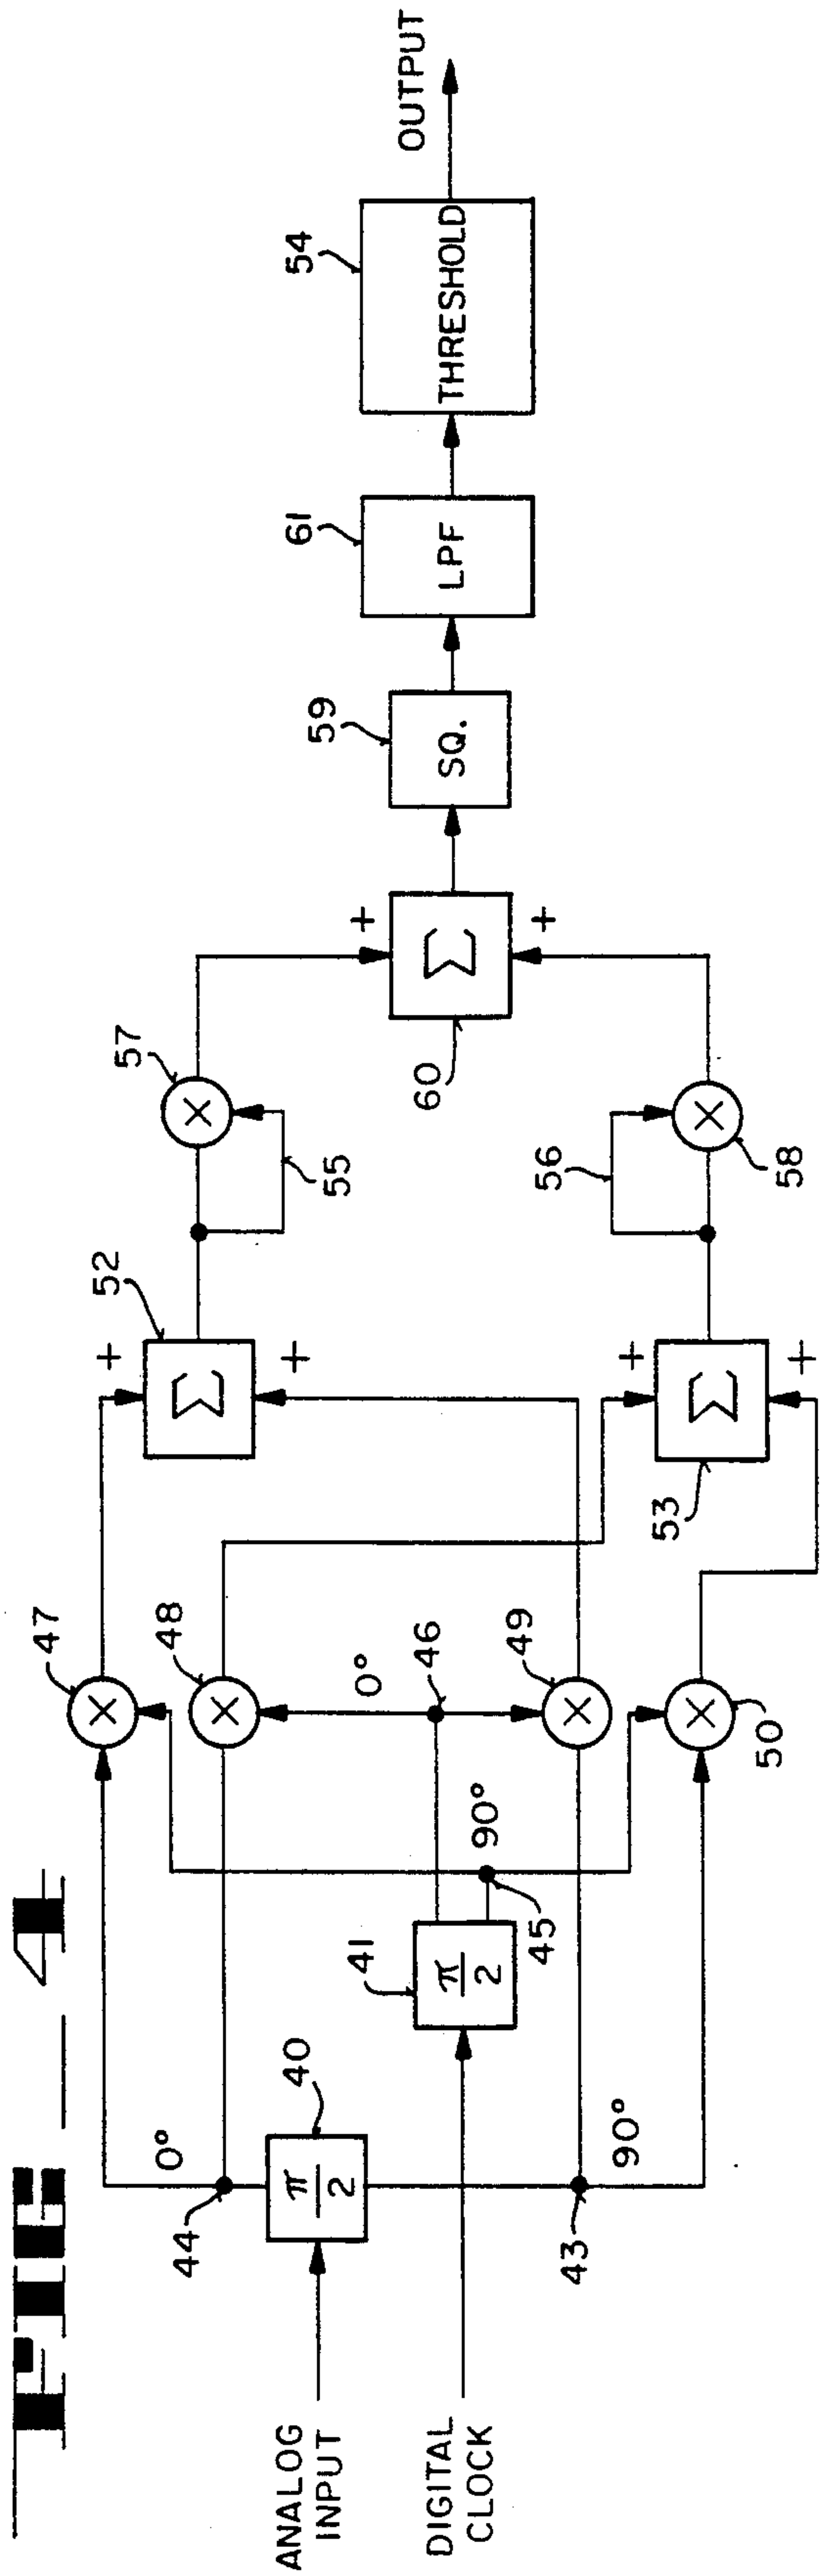 FIG 4
ANALOG
INPUT
DIGITAL
CLOCK
44
0°
π/2
40
43
90°
41
π/2
45
90°
46
0°
47
×
48
×
49
×
50
×
52
+
Σ
+
53
+
Σ
+
55
57
×
56
58
×
60
+
Σ
+
59
SQ.
61
LPF
54
THRESHOLD
OUTPUT